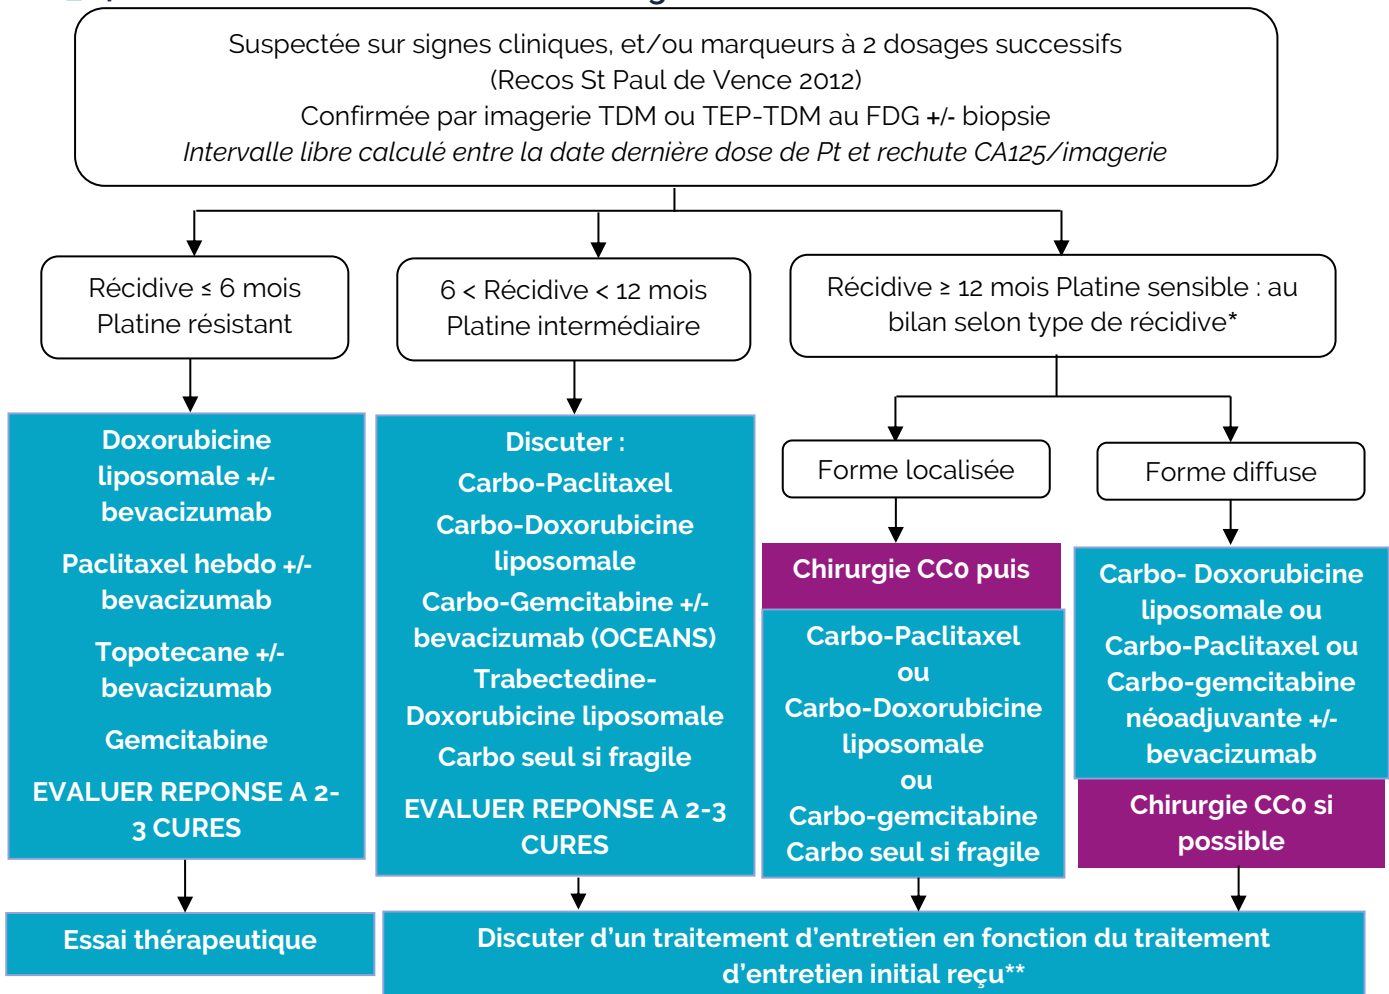 Suspectée sur signes cliniques, et/ou marqueurs à 2 dosages successifs
(Recos St Paul de Vence 2012)
Confirmée par imagerie TDM ou TEP-TDM au FDG +/- biopsie
Intervalle libre calculé entre la date dernière dose de Pt et rechute CA125/imagerie
Récidive ≤ 6 mois
Platine résistant
6 < Récidive < 12 mois
Platine intermédiaire
Récidive ≥ 12 mois Platine sensible : au
bilan selon type de récidive*
Doxorubicine
liposomale +/-
bevacizumab
Paclitaxel hebdo +/-
bevacizumab
Topotecane +/-
bevacizumab
Gemcitabine
EVALUER REPONSE A 2-
3 CURES
Discuter :
Carbo-Paclitaxel
Carbo-Doxorubicine
liposomale
Carbo-Gemcitabine +/-
bevacizumab (OCEANS)
Trabectedine-
Doxorubicine liposomale
Carbo seul si fragile
EVALUER REPONSE A 2-3
CURES
Forme localisée
Chirurgie CC0 puis
Carbo-Paclitaxel
ou
Carbo-Doxorubicine
liposomale
ou
Carbo-gemcitabine
Carbo seul si fragile
Forme diffuse
Carbo- Doxorubicine
liposomale ou
Carbo-Paclitaxel ou
Carbo-gemcitabine
néoadjuvante +/-
bevacizumab
Chirurgie CC0 si
possible
Essai thérapeutique
Discuter d'un traitement d'entretien en fonction du traitement
d'entretien initial reçu**